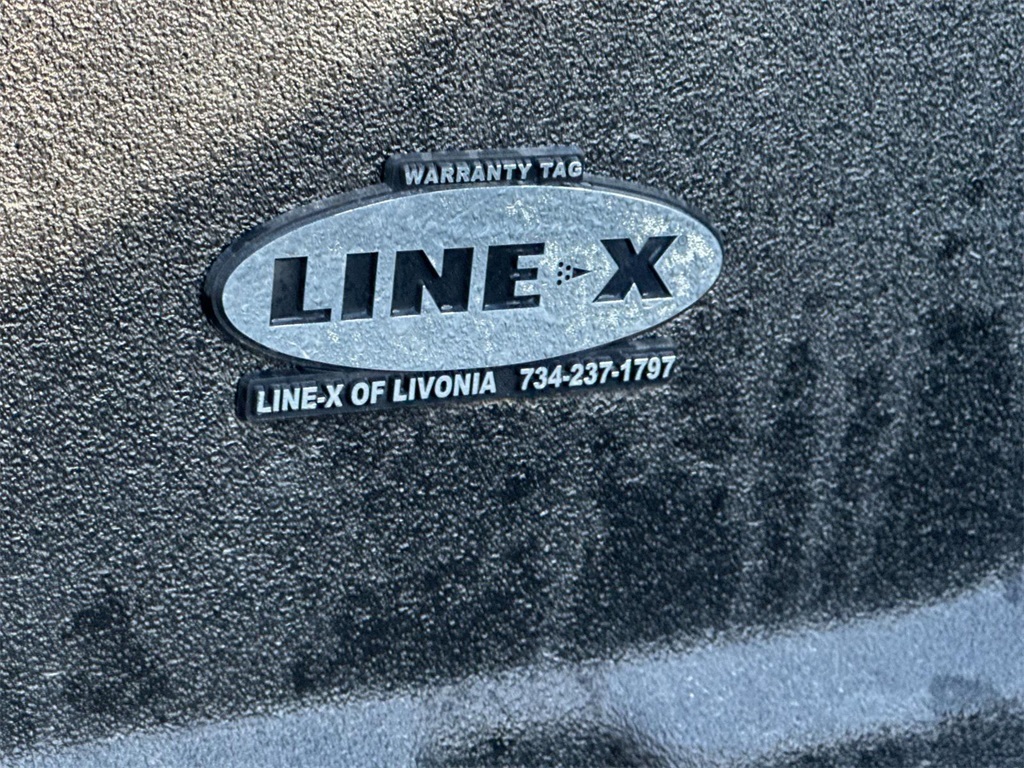 WARRANTY TAG
LINE-X
LINE-X OF LIVONIA 734-237-1797